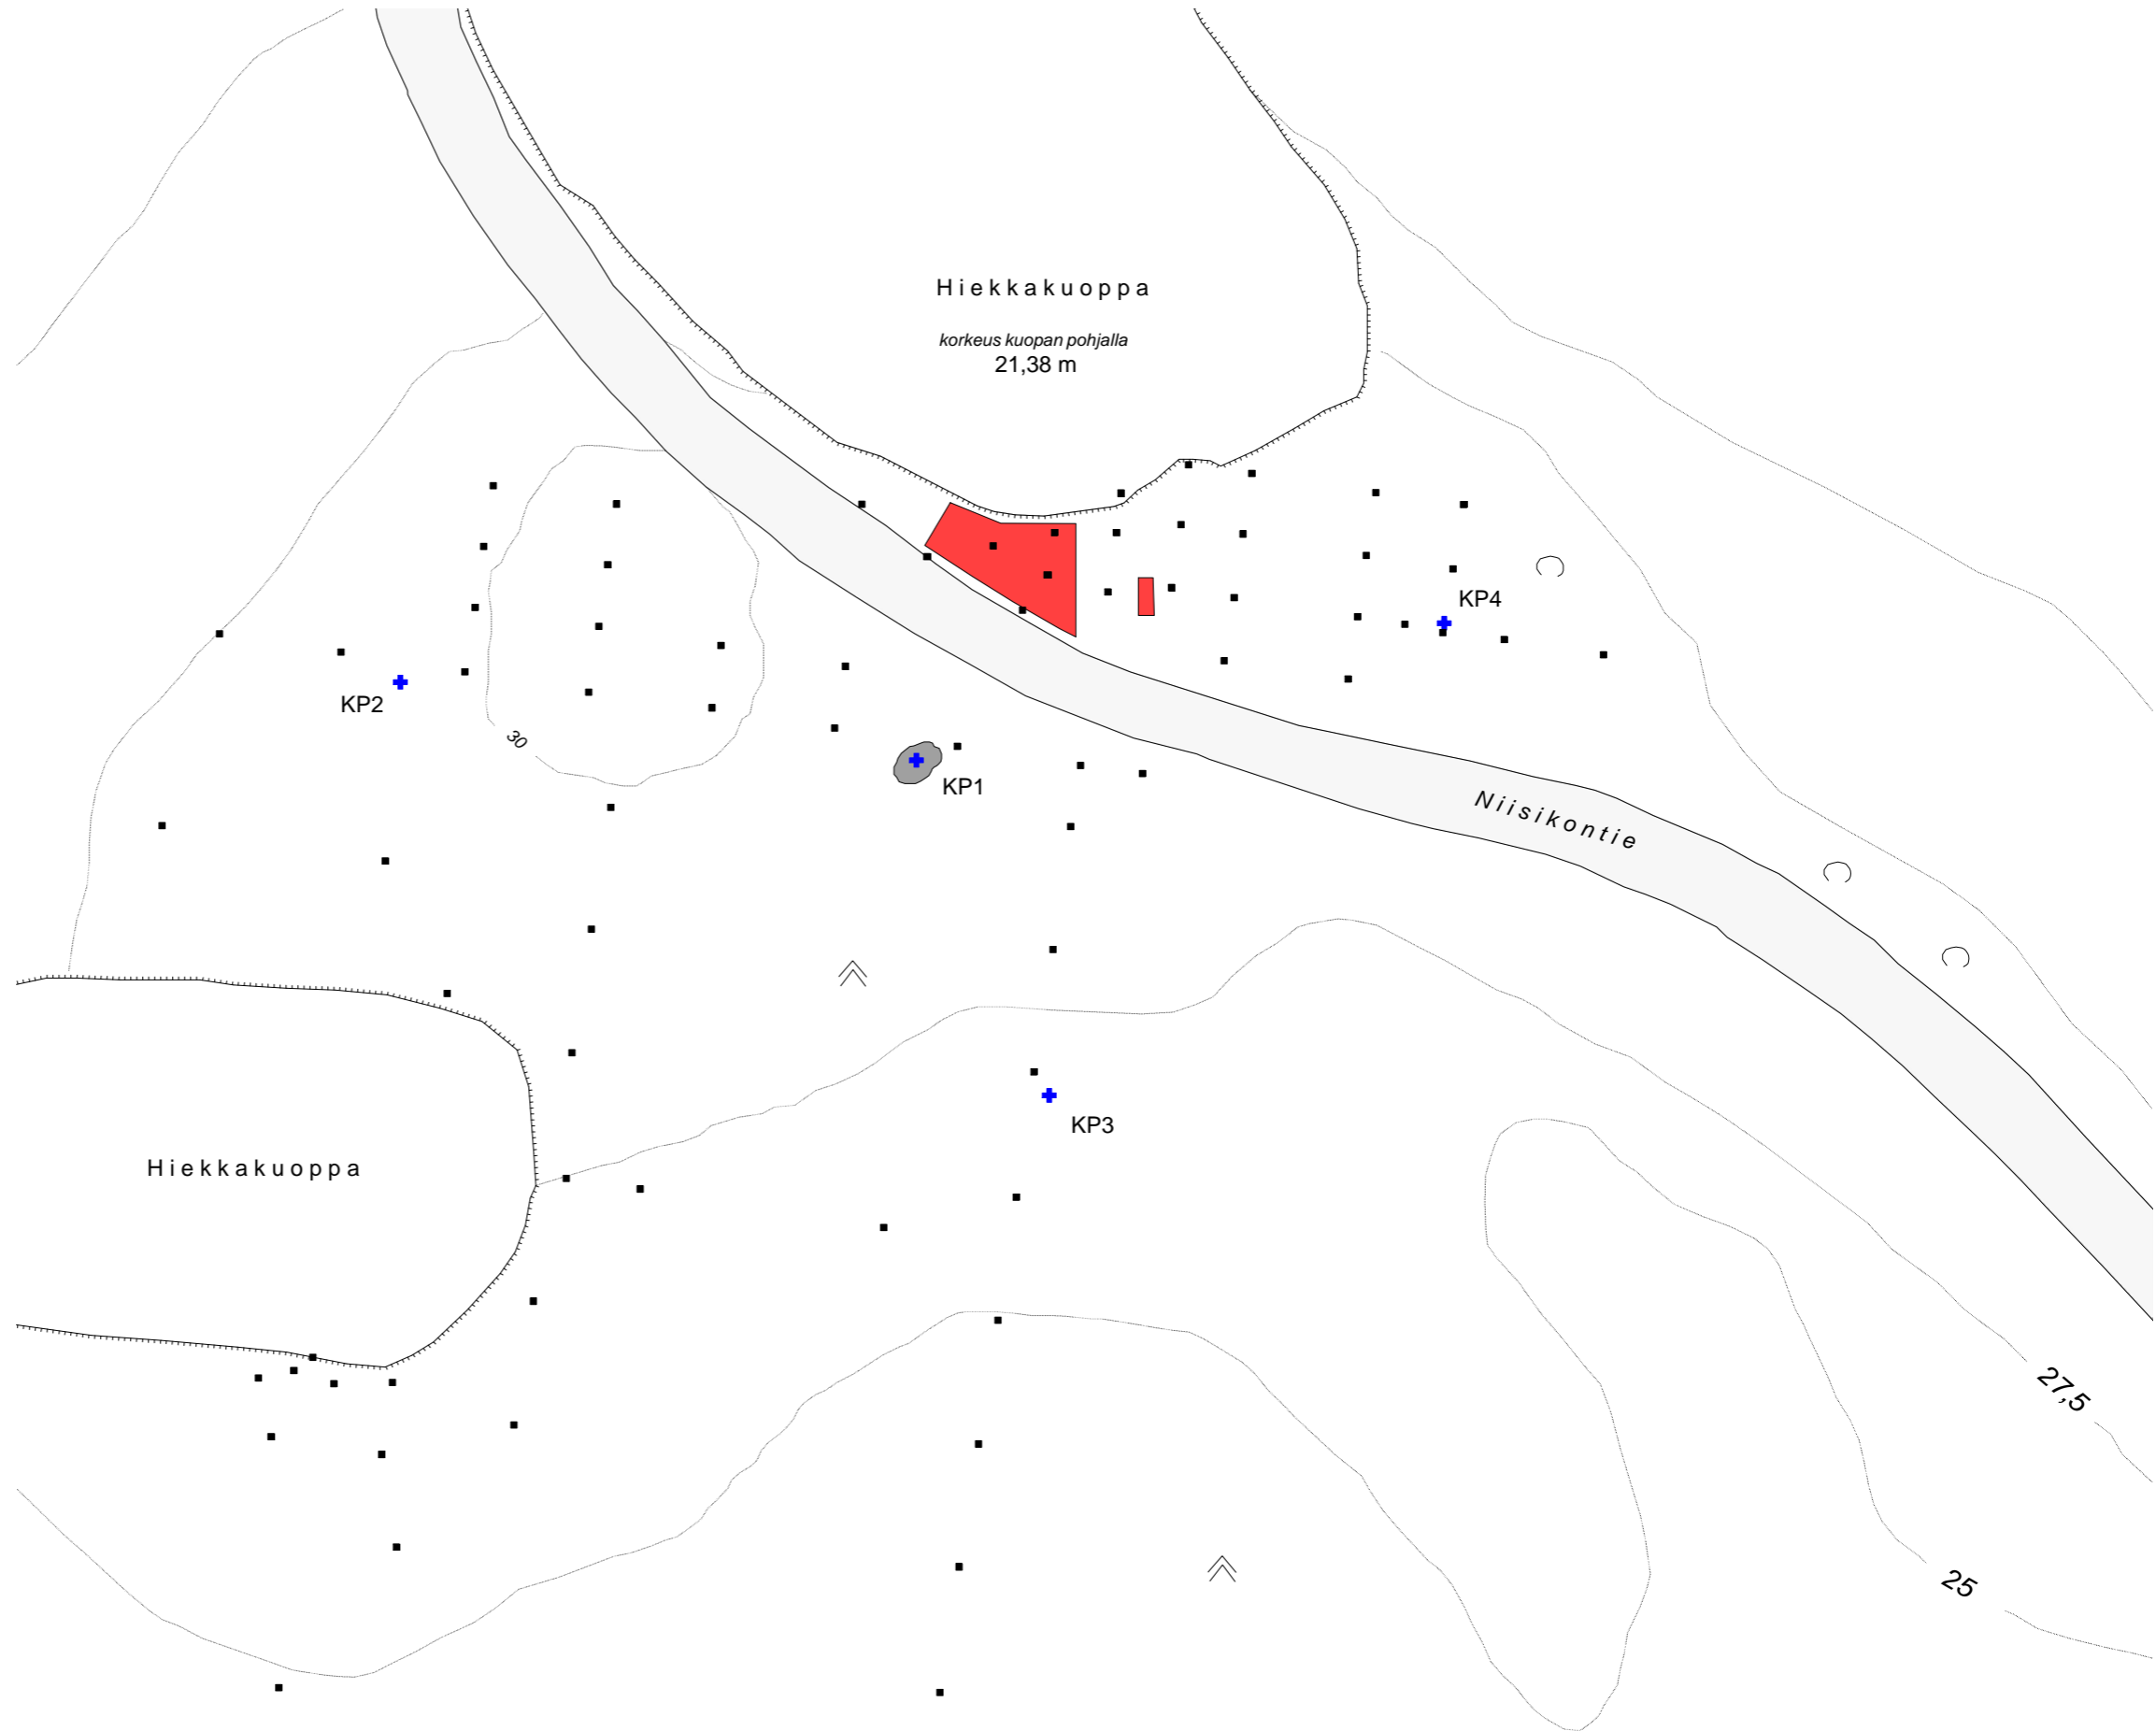 Hiekkakuoppa
korkeus kuopan pohjalla
21,38 m
KP4
KP2
30
KP1
Niisikontie
KP3
Hiekkakuoppa
27,5
25